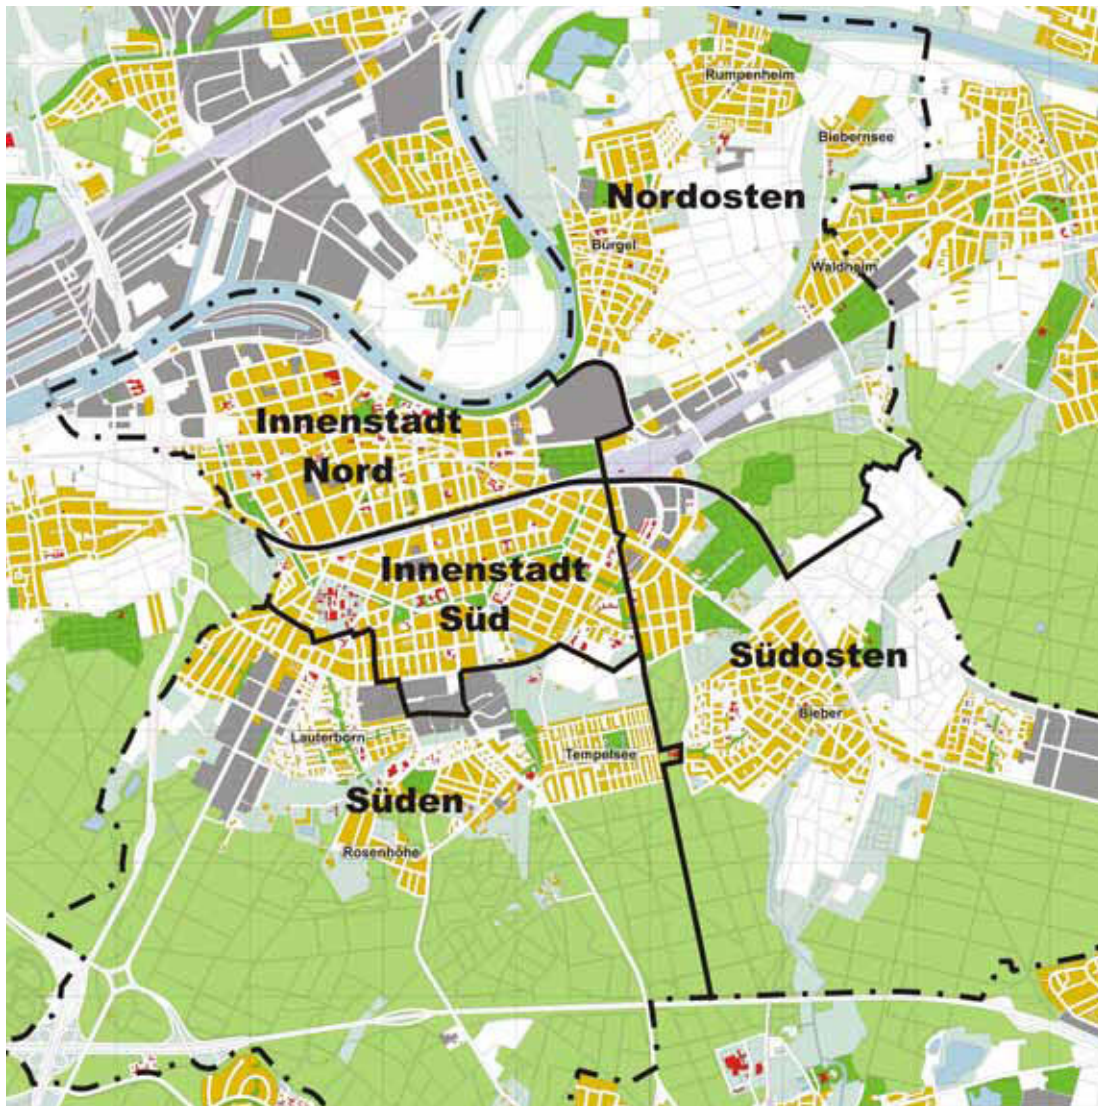 Rumpenheim
Biebernsee
Nordosten
Bürgel
Waldheim
Innenstadt
Nord
Innenstadt
Süd
Südosten
Bieber
Lauterborn
Tempelsee
Süden
Rosenhöhe